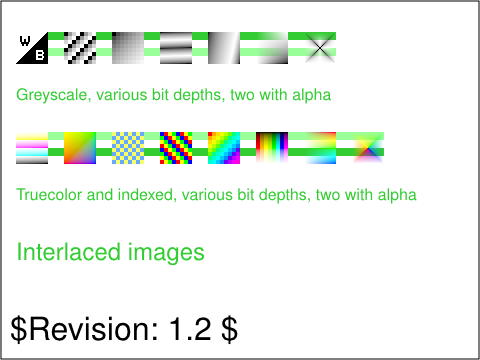 W
B
Greyscale, various bit depths, two with alpha
Truecolor and indexed, various bit depths, two with alpha
Interlaced images
$Revision: 1.2 $